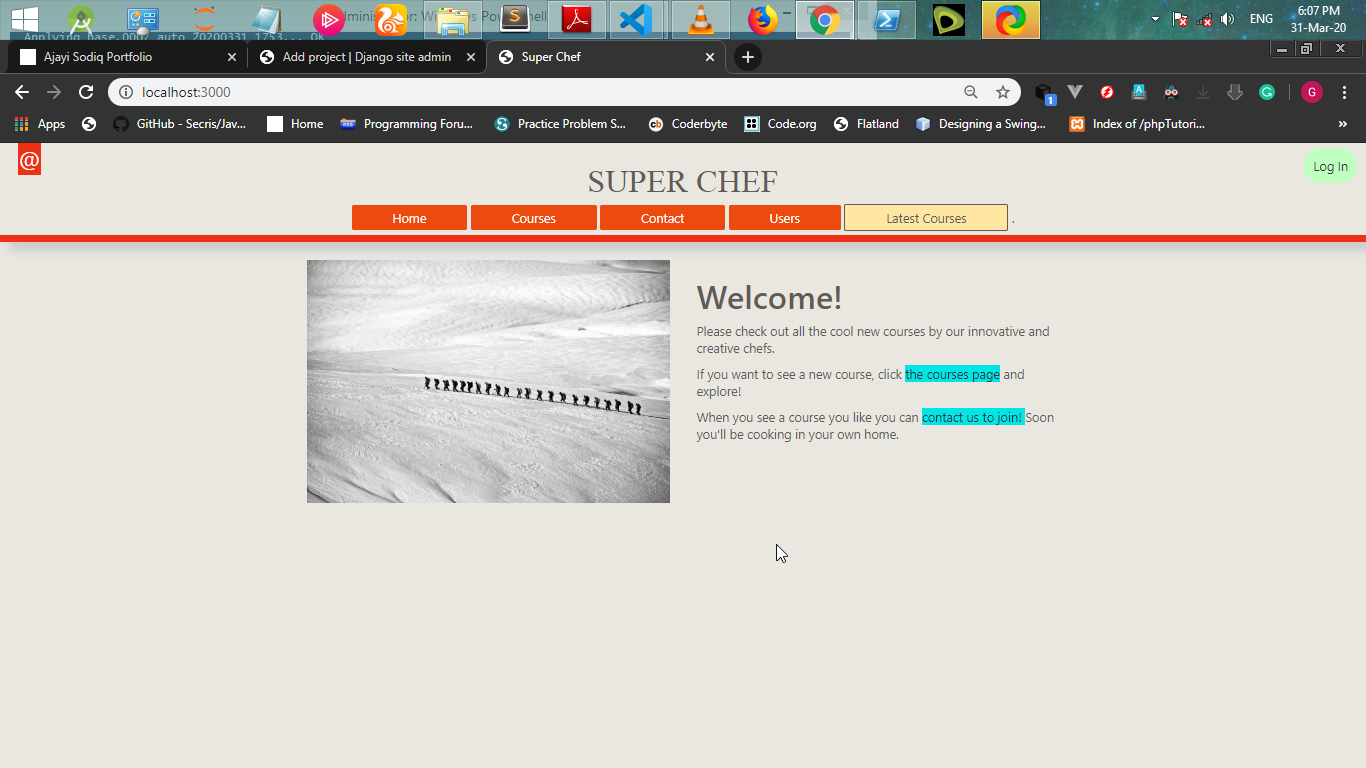 Administrator: Windows PowerShell
Applying base.0002_auto_20200331_1753... OK
ENG
6:07 PM
31-Mar-20
Ajayi Sodiq Portfolio
Add project | Django site admin
Super Chef
localhost:3000
1
G
Apps
GitHub - Secris/Jav...
Home
Programming Foru...
Practice Problem S...
Coderbyte
Code.org
Flatland
Designing a Swing...
Index of /phpTutori...
»
@
Log In
SUPER CHEF
Home Courses Contact Users Latest Courses .
Welcome!
Please check out all the cool new courses by our innovative and
creative chefs.
If you want to see a new course, click the courses page and
explore!
When you see a course you like you can contact us to join! Soon
you'll be cooking in your own home.